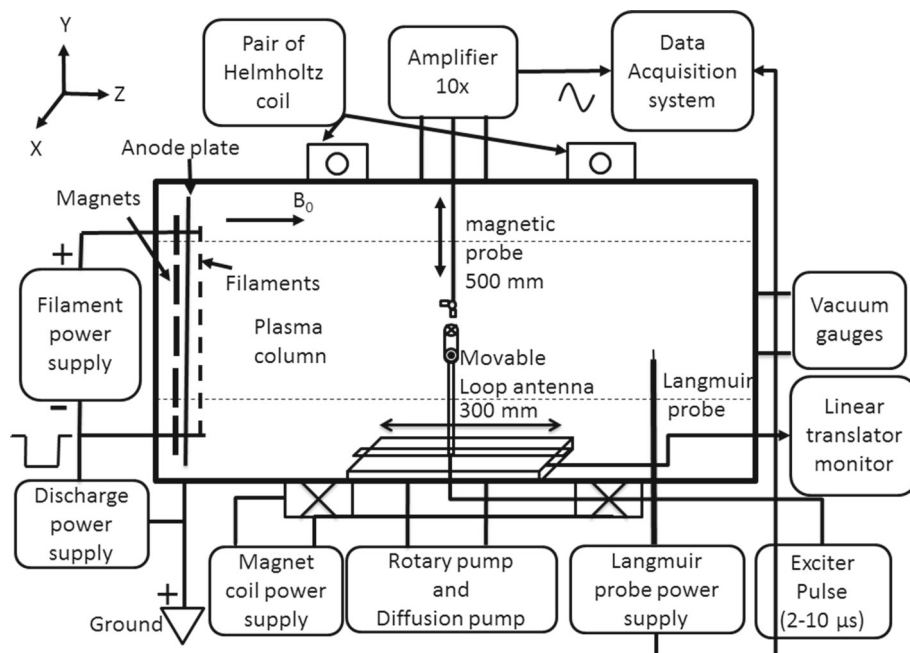 Y
Z
X
Pair of
Helmholtz
coil
Amplifier
10x
Data
Acquisition
system
Anode plate
Magnets
B0
magnetic
probe
500 mm
+
Filament
power
supply
-
Filaments
Plasma
column
Vacuum
gauges
Movable
Loop antenna
300 mm
Langmuir
probe
Linear
translator
monitor
Discharge
power
supply
+
Ground
Magnet
coil power
supply
Rotary pump
and
Diffusion pump
Langmuir
probe power
supply
Exciter
Pulse
(2-10 µs)